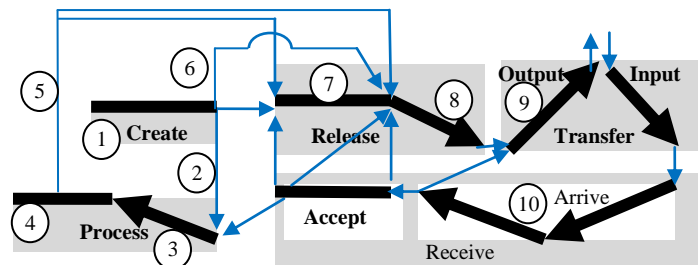 6
7
Output
Input
5
8
9
1
Create
Release
Transfer
2
4
Process
3
Accept
10
Arrive
Receive